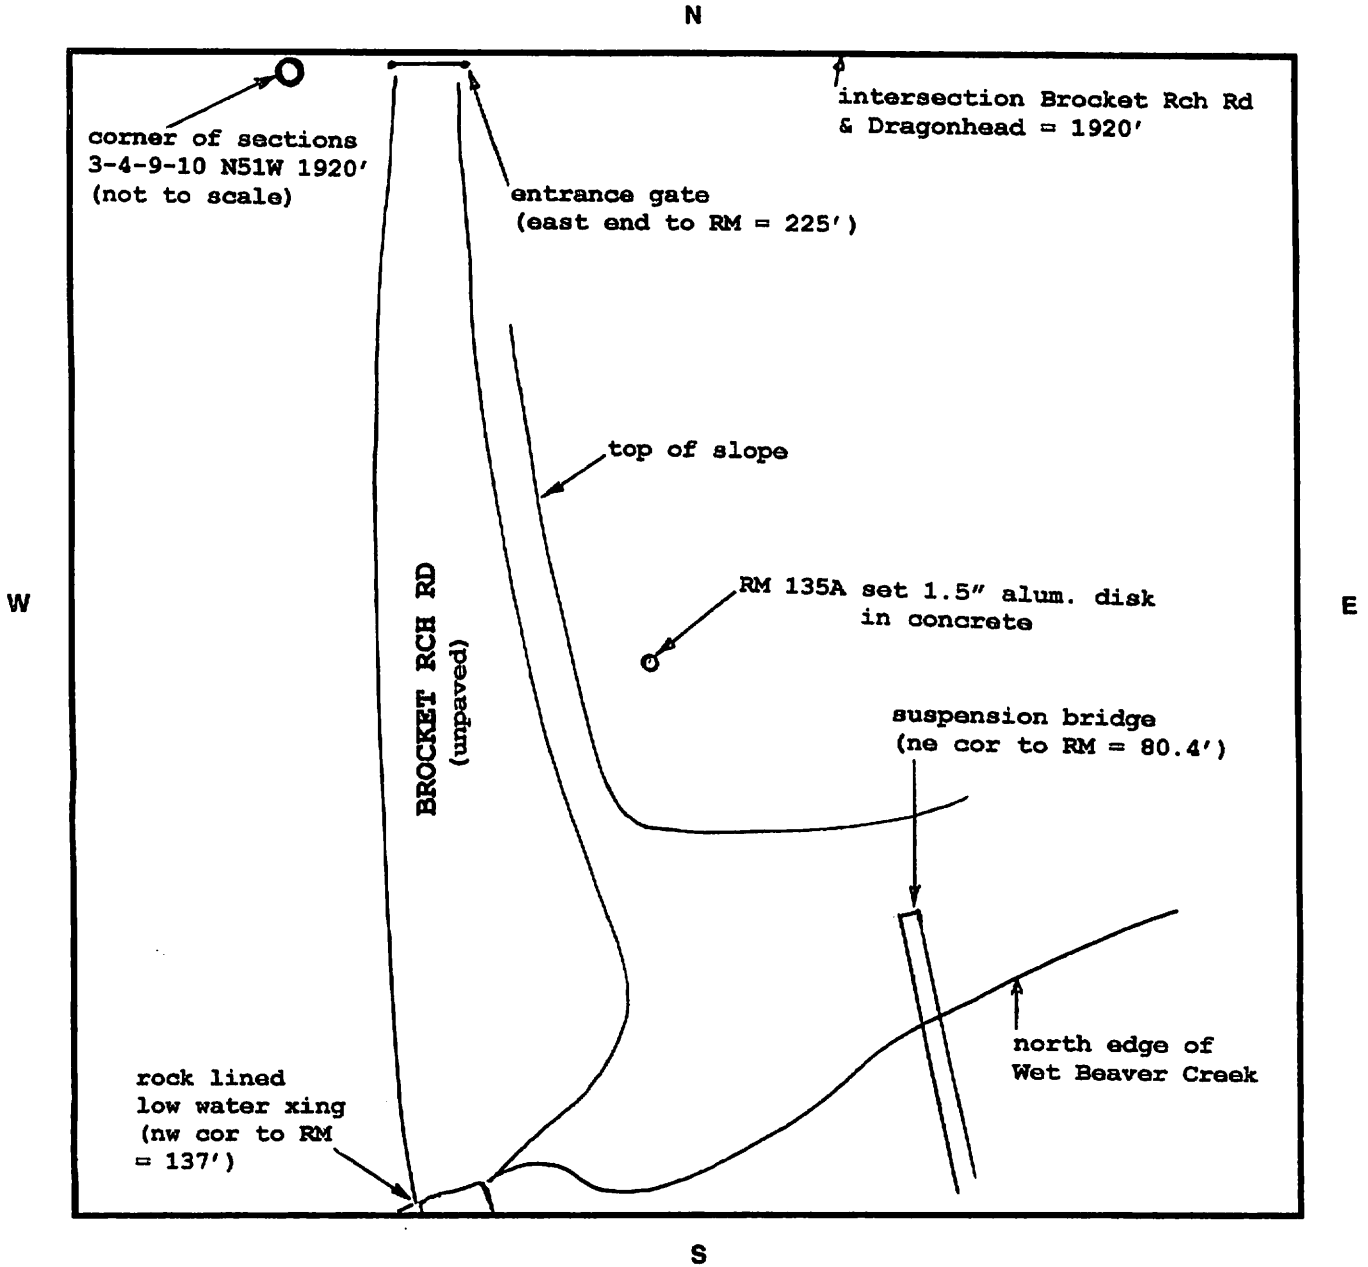 N
intersection Brocket Rch Rd
& Dragonhead = 1920'
corner of sections
3-4-9-10 N51W 1920'
(not to scale)
entrance gate
(east end to RM = 225')
top of slope
W
E
BROCKET RCH RD
(unpaved)
RM 135A set 1.5" alum. disk
in concrete
suspension bridge
(ne cor to RM = 80.4')
north edge of
Wet Beaver Creek
rock lined
low water xing
(nw cor to RM
= 137')
S